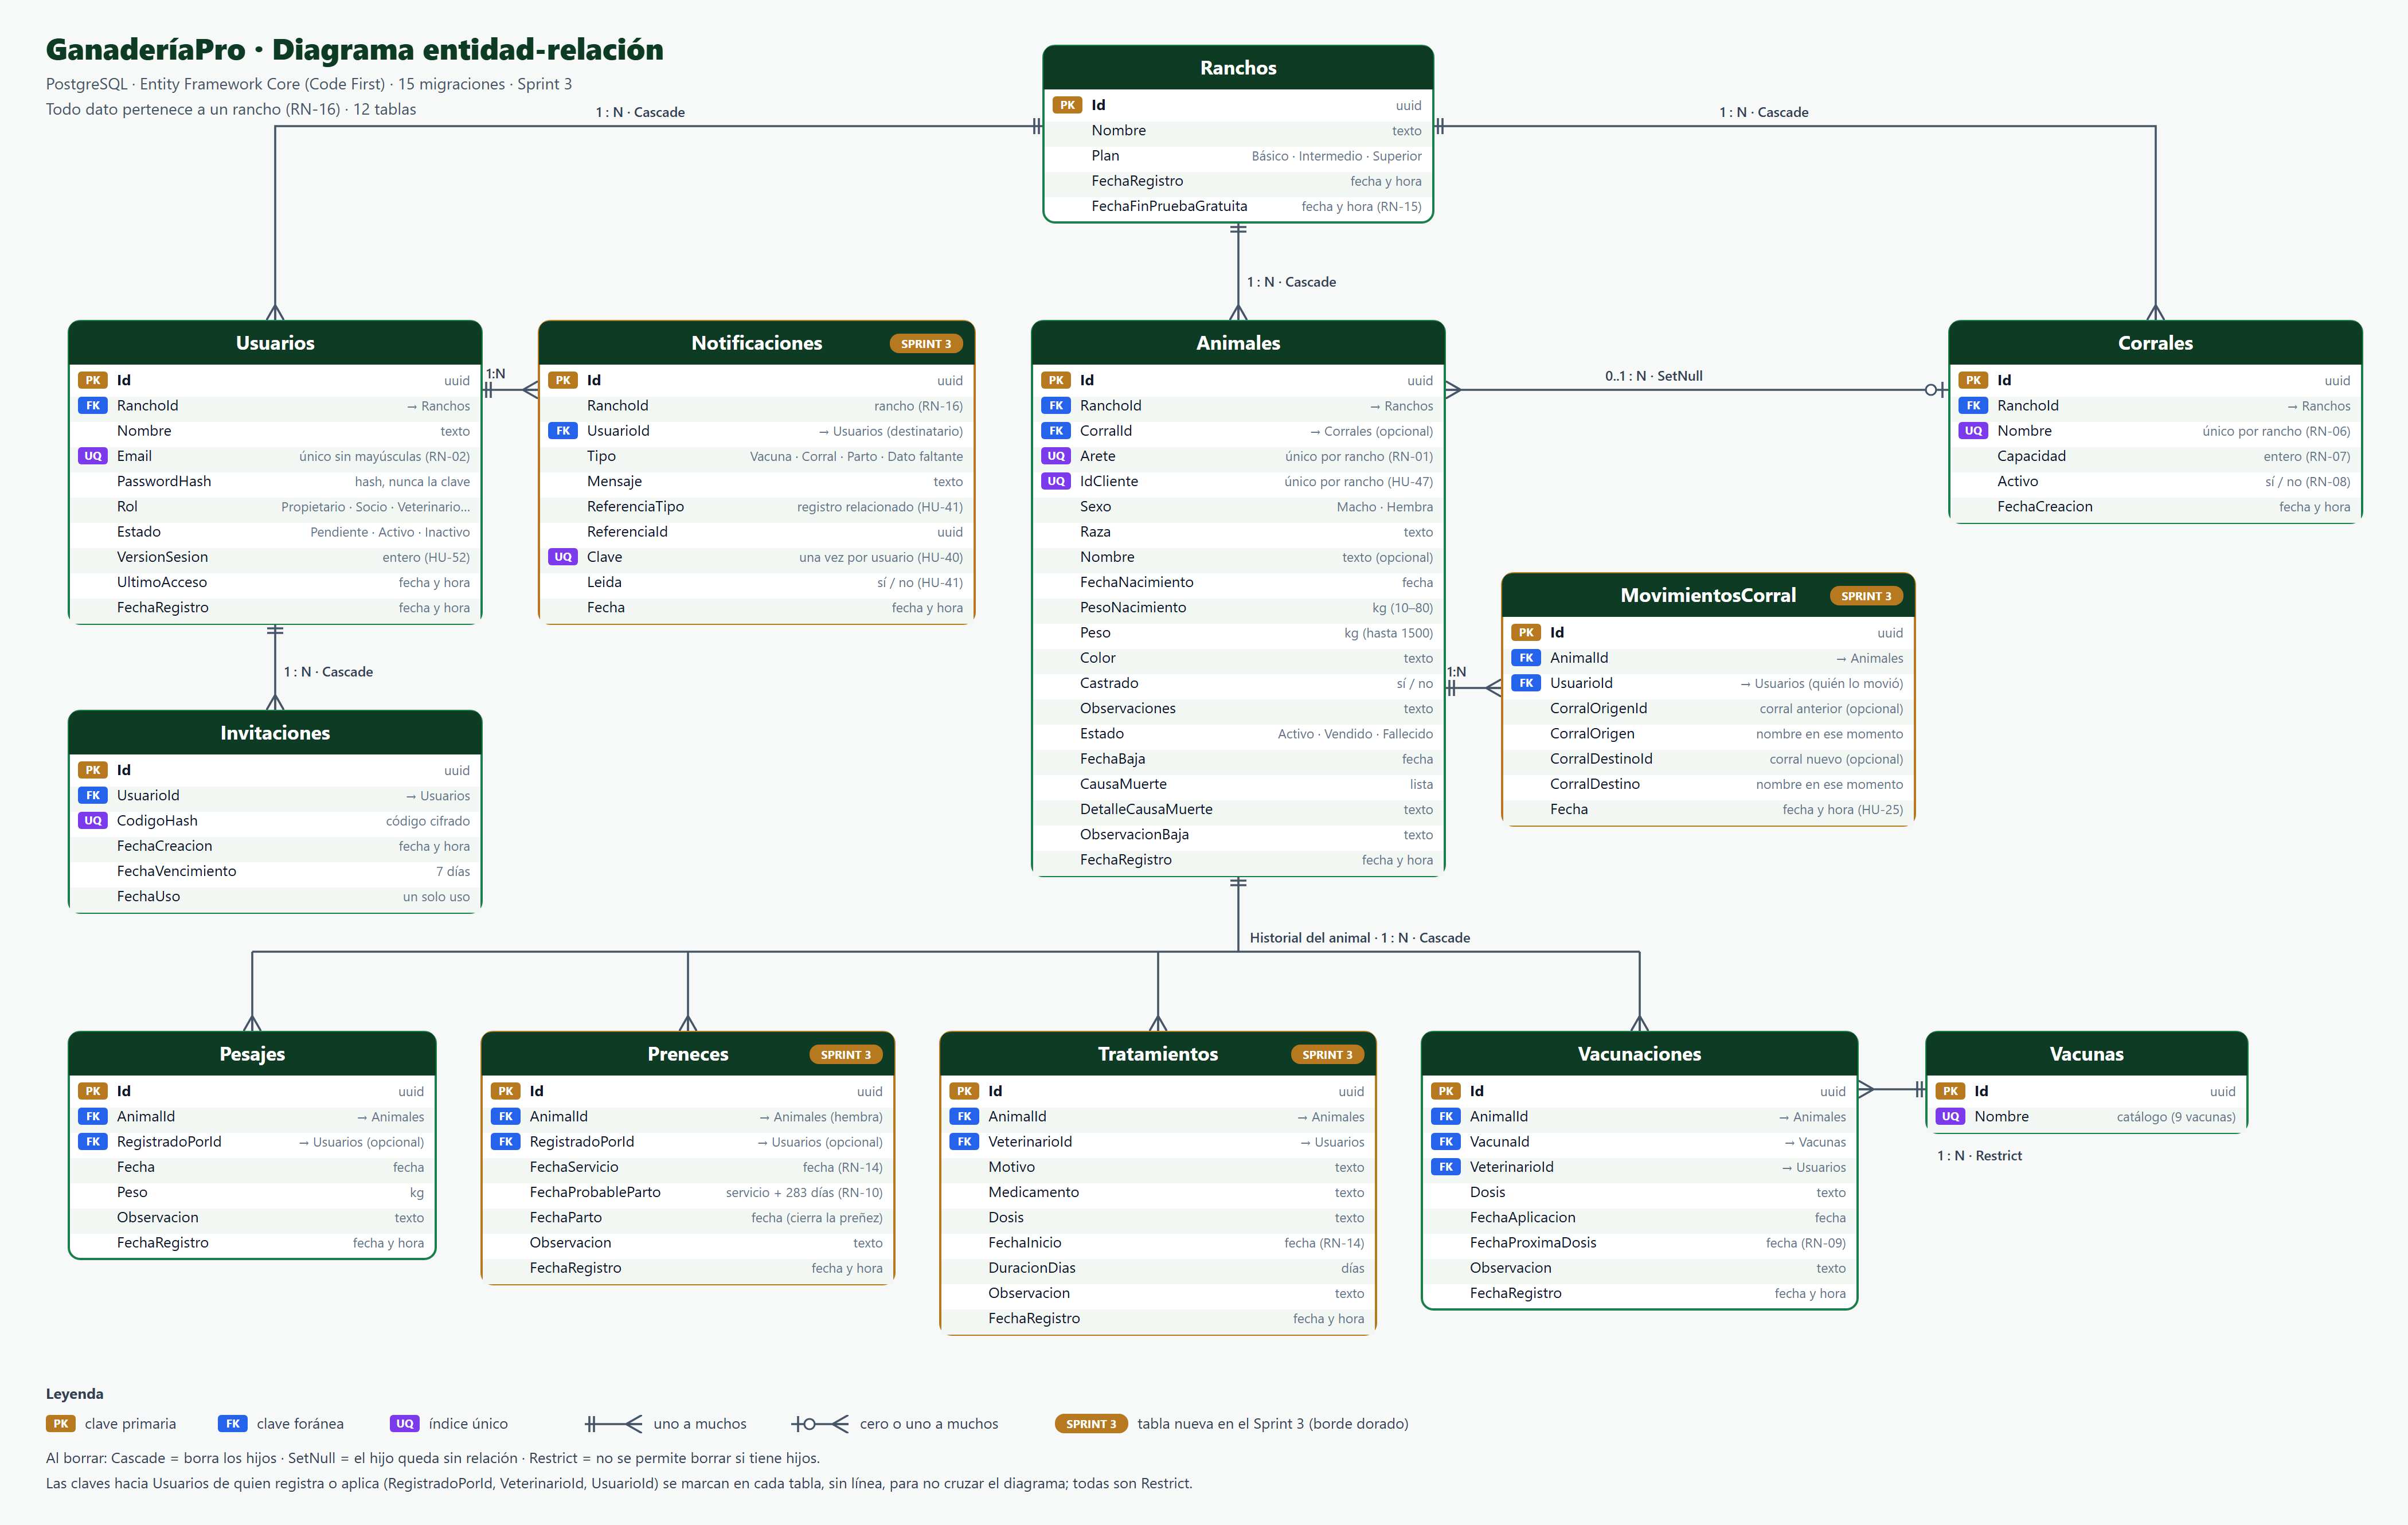 GanaderíaPro · Diagrama entidad-relación
PostgreSQL · Entity Framework Core (Code First) · 15 migraciones · Sprint 3
Todo dato pertenece a un rancho (RN-16) · 12 tablas
1 : N · Cascade
1 : N · Cascade
Ranchos
PK Id uuid
Nombre texto
Plan Básico · Intermedio · Superior
FechaRegistro fecha y hora
FechaFinPruebaGratuita fecha y hora (RN-15)
1 : N · Cascade
Usuarios
PK Id uuid
FK RanchoId → Ranchos
Nombre texto
UQ Email único sin mayúsculas (RN-02)
PasswordHash hash, nunca la clave
Rol Propietario · Socio · Veterinario...
Estado Pendiente · Activo · Inactivo
VersionSesion entero (HU-52)
UltimoAcceso fecha y hora
FechaRegistro fecha y hora
1:N
Notificaciones SPRINT 3
PK Id uuid
RanchoId rancho (RN-16)
FK UsuarioId → Usuarios (destinatario)
Tipo Vacuna · Corral · Parto · Dato faltante
Mensaje texto
ReferenciaTipo registro relacionado (HU-41)
ReferenciaId uuid
UQ Clave una vez por usuario (HU-40)
Leida sí / no (HU-41)
Fecha fecha y hora
Animales
PK Id uuid
FK RanchoId → Ranchos
FK CorralId → Corrales (opcional)
UQ Arete único por rancho (RN-01)
UQ IdCliente único por rancho (HU-47)
Sexo Macho · Hembra
Raza texto
Nombre texto (opcional)
FechaNacimiento fecha
PesoNacimiento kg (10–80)
Peso kg (hasta 1500)
Color texto
Castrado sí / no
Observaciones texto
Estado Activo · Vendido · Fallecido
FechaBaja fecha
CausaMuerte lista
DetalleCausaMuerte texto
ObservacionBaja texto
FechaRegistro fecha y hora
0..1 : N · SetNull
Corrales
PK Id uuid
FK RanchoId → Ranchos
UQ Nombre único por rancho (RN-06)
Capacidad entero (RN-07)
Activo sí / no (RN-08)
FechaCreacion fecha y hora
1:N
MovimientosCorral SPRINT 3
PK Id uuid
FK AnimalId → Animales
FK UsuarioId → Usuarios (quién lo movió)
CorralOrigenId corral anterior (opcional)
CorralOrigen nombre en ese momento
CorralDestinoId corral nuevo (opcional)
CorralDestino nombre en ese momento
Fecha fecha y hora (HU-25)
1 : N · Cascade
Invitaciones
PK Id uuid
FK UsuarioId → Usuarios
UQ CodigoHash código cifrado
FechaCreacion fecha y hora
FechaVencimiento 7 días
FechaUso un solo uso
Historial del animal · 1 : N · Cascade
Pesajes
PK Id uuid
FK AnimalId → Animales
FK RegistradoPorId → Usuarios (opcional)
Fecha fecha
Peso kg
Observacion texto
FechaRegistro fecha y hora
Preneces SPRINT 3
PK Id uuid
FK AnimalId → Animales (hembra)
FK RegistradoPorId → Usuarios (opcional)
FechaServicio fecha (RN-14)
FechaProbableParto servicio + 283 días (RN-10)
FechaParto fecha (cierra la preñez)
Observacion texto
FechaRegistro fecha y hora
Tratamientos SPRINT 3
PK Id uuid
FK AnimalId → Animales
FK VeterinarioId → Usuarios
Motivo texto
Medicamento texto
Dosis texto
FechaInicio fecha (RN-14)
DuracionDias días
Observacion texto
FechaRegistro fecha y hora
Vacunaciones
PK Id uuid
FK AnimalId → Animales
FK VacunaId → Vacunas
FK VeterinarioId → Usuarios
Dosis texto
FechaAplicacion fecha
FechaProximaDosis fecha (RN-09)
Observacion texto
FechaRegistro fecha y hora
Vacunas
PK Id uuid
UQ Nombre catálogo (9 vacunas)
1 : N · Restrict
Leyenda
PK clave primaria FK clave foránea UQ índice único uno a muchos cero o uno a muchos SPRINT 3 tabla nueva en el Sprint 3 (borde dorado)
Al borrar: Cascade = borra los hijos · SetNull = el hijo queda sin relación · Restrict = no se permite borrar si tiene hijos.
Las claves hacia Usuarios de quien registra o aplica (RegistradoPorId, VeterinarioId, UsuarioId) se marcan en cada tabla, sin línea, para no cruzar el diagrama; todas son Restrict.